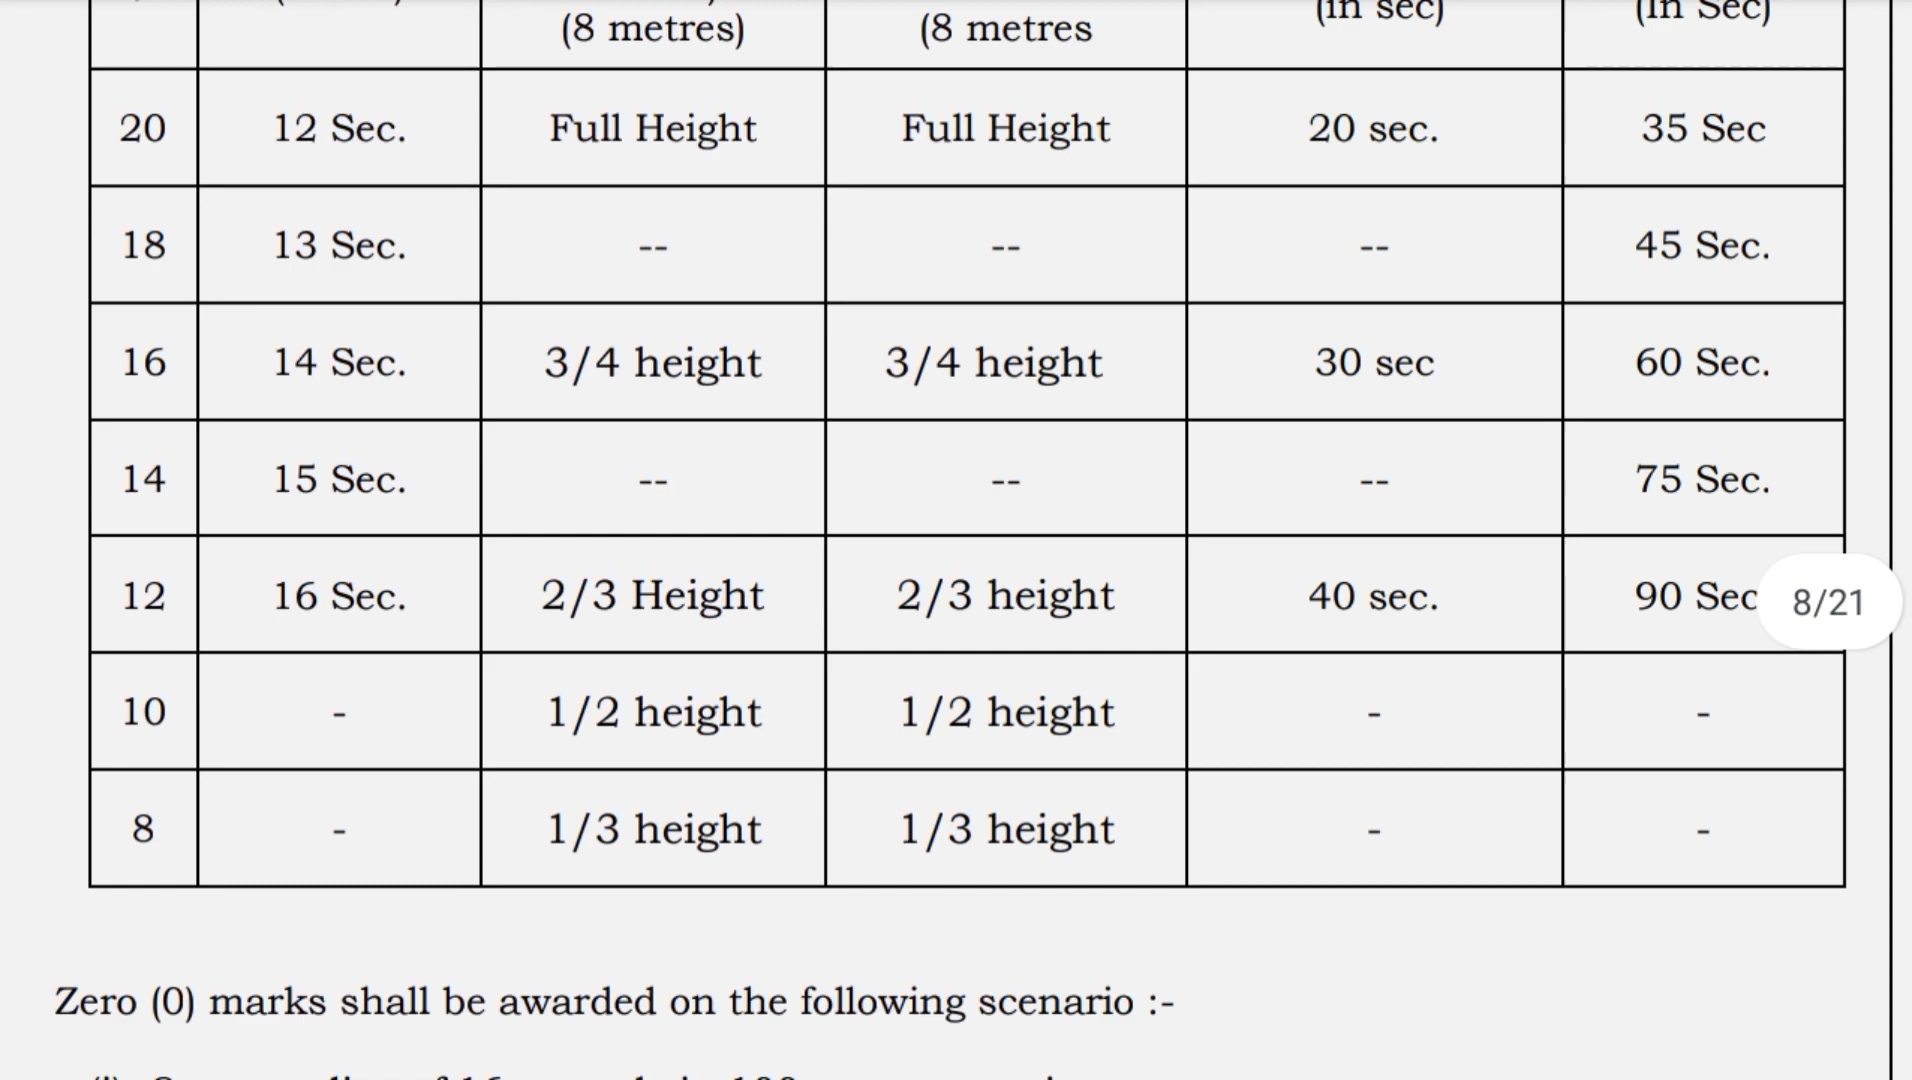 (in sec) (In Sec)
(8 metres) (8 metres
20 12 Sec. Full Height Full Height 20 sec. 35 Sec
18 13 Sec. -- -- -- 45 Sec.
16 14 Sec. 3/4 height 3/4 height 30 sec 60 Sec.
14 15 Sec. -- -- -- 75 Sec.
12 16 Sec. 2/3 Height 2/3 height 40 sec. 90 Sec
8/21
10 - 1/2 height 1/2 height - -
8 - 1/3 height 1/3 height - -
Zero (0) marks shall be awarded on the following scenario :-